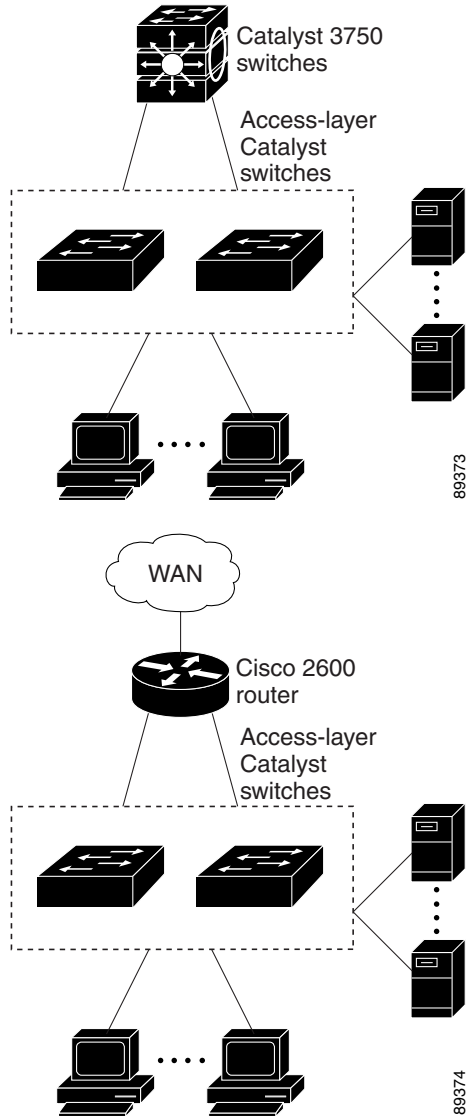 Catalyst 3750
switches
Access-layer
Catalyst
switches
89373
WAN
Cisco 2600
router
Access-layer
Catalyst
switches
89374